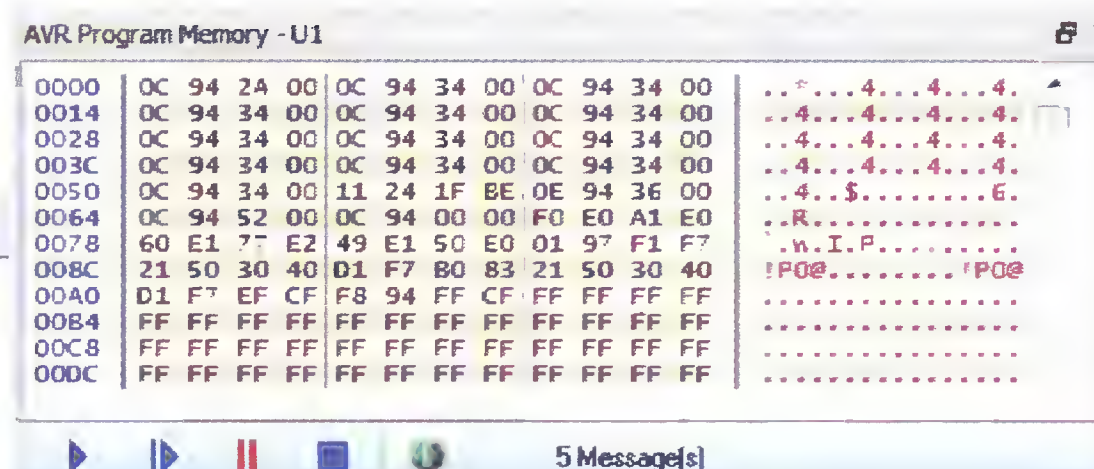 AVR Program Memory - U1
0000 0C 94 2A 00 0C 94 34 00 0C 94 34 00 ..*...4...4...4.
0014 0C 94 34 00 0C 94 34 00 0C 94 34 00 ..4...4...4...4.
0028 0C 94 34 00 0C 94 34 00 0C 94 34 00 ..4...4...4...4.
003C 0C 94 34 00 0C 94 34 00 0C 94 34 00 ..4...4...4...4.
0050 0C 94 34 00 11 24 1F BE 0E 94 36 00 ..4..$......6.
0064 0C 94 52 00 0C 94 00 00 F0 E0 A1 E0 ..R.............
0078 60 E1 E2 49 E1 50 E0 01 97 F1 F7 `.n.I.P.........
008C 21 50 30 40 D1 F7 80 83 21 50 30 40 !P0@........!P0@
00A0 D1 F7 EF CF F8 94 FF CF FF FF FF FF ................
00B4 FF FF FF FF FF FF FF FF FF FF FF FF ................
00C8 FF FF FF FF FF FF FF FF FF FF FF FF ................
00DC FF FF FF FF FF FF FF FF FF FF FF FF ................
5 Message(s)